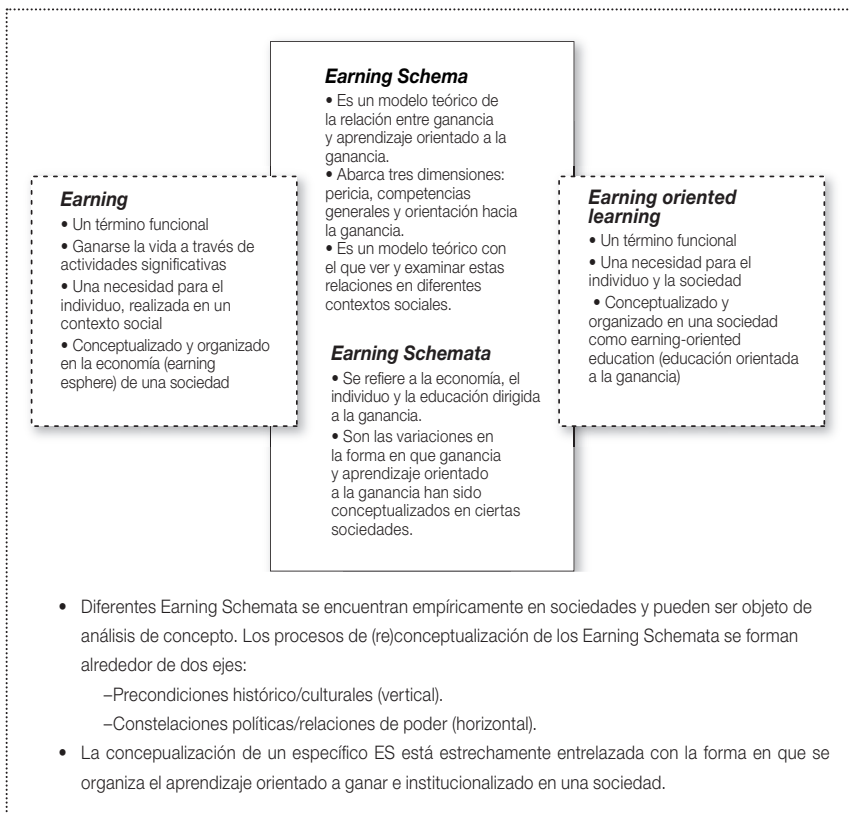 Earning Schema
• Es un modelo teórico de
la relación entre ganancia
y aprendizaje orientado a la
ganancia.
• Abarca tres dimensiones:
pericia, competencias
generales y orientación hacia
la ganancia.
• Es un modelo teórico con
el que ver y examinar estas
relaciones en diferentes
contextos sociales.
Earning Schemata
• Se refiere a la economía, el
individuo y la educación dirigida
a la ganancia.
• Son las variaciones en
la forma en que ganancia
y aprendizaje orientado
a la ganancia han sido
conceptualizados en ciertas
sociedades.
Earning
• Un término funcional
• Ganarse la vida a través de
actividades significativas
• Una necesidad para el
individuo, realizada en un
contexto social
• Conceptualizado y organizado
en la economía (earning
esphere) de una sociedad
Earning oriented
learning
• Un término funcional
• Una necesidad para el
individuo y la sociedad
• Conceptualizado y
organizado en una sociedad
como earning-oriented
education (educación orientada
a la ganancia)
• Diferentes Earning Schemata se encuentran empíricamente en sociedades y pueden ser objeto de
análisis de concepto. Los procesos de (re)conceptualización de los Earning Schemata se forman
alrededor de dos ejes:
–Precondiciones histórico/culturales (vertical).
–Constelaciones políticas/relaciones de poder (horizontal).
• La concepualización de un específico ES está estrechamente entrelazada con la forma en que se
organiza el aprendizaje orientado a ganar e institucionalizado en una sociedad.